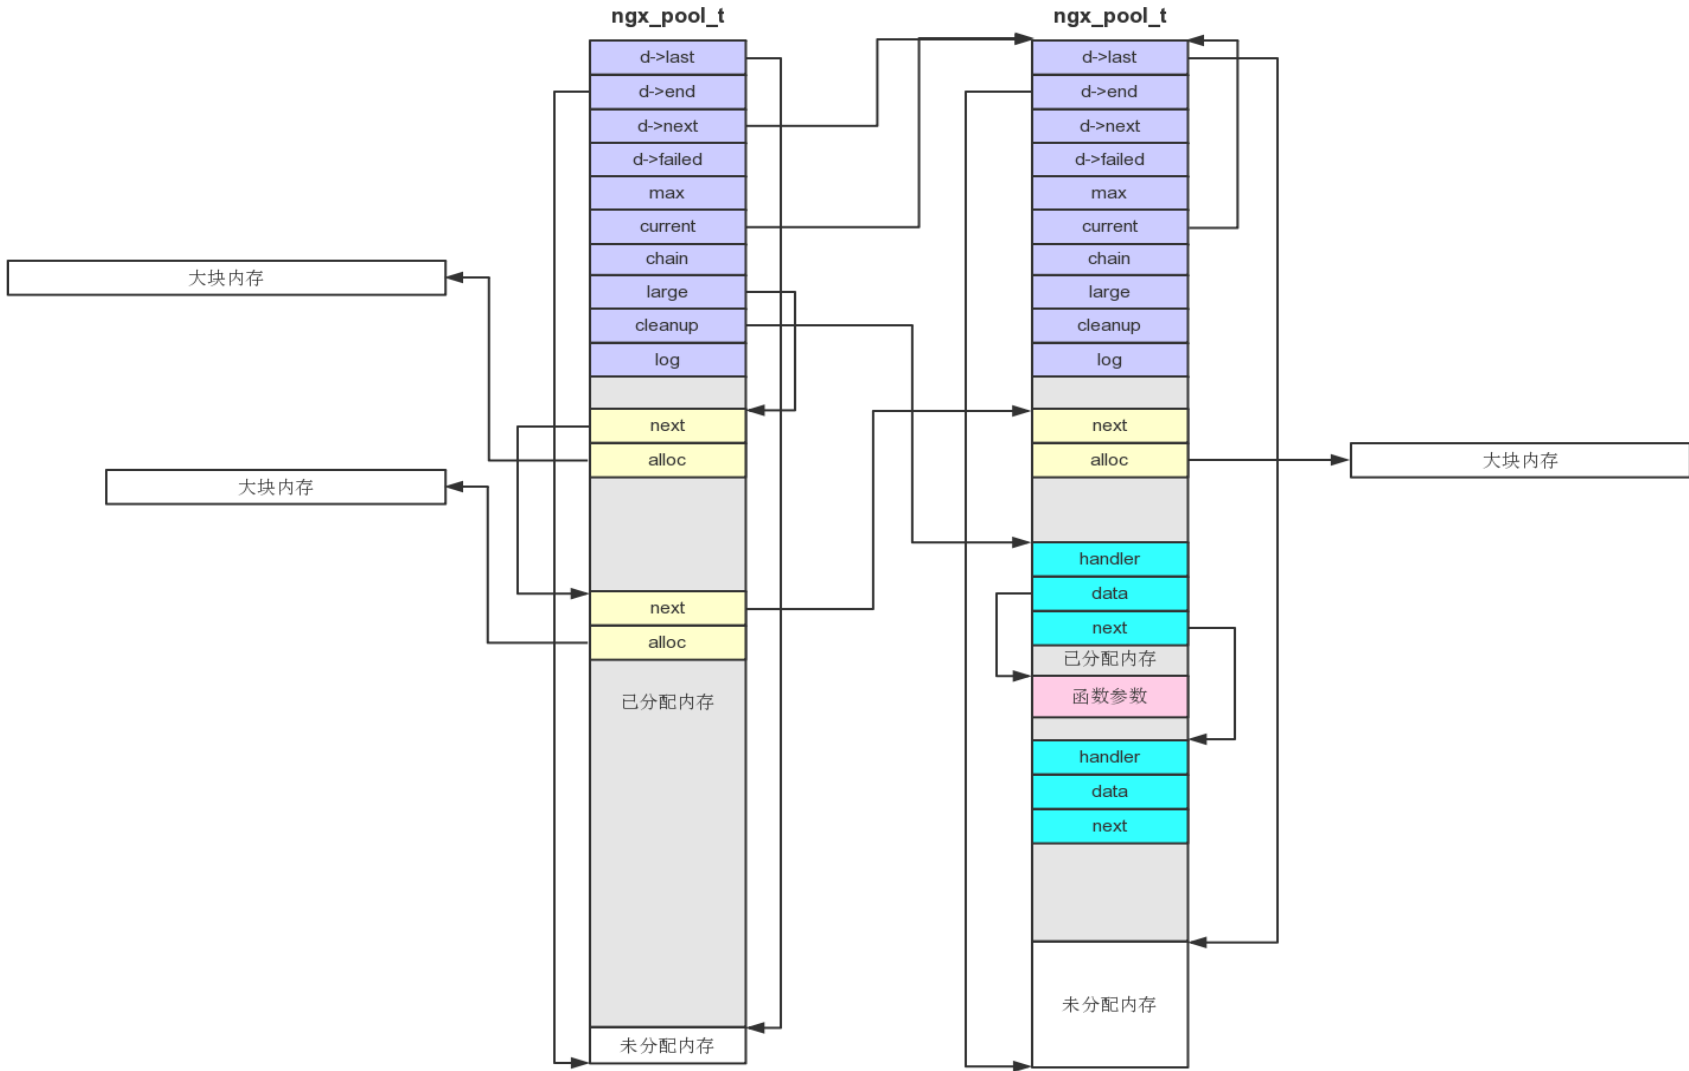 ngx_pool_t
d->last
d->end
d->next
d->failed
max
current
chain
large
cleanup
log
next
alloc
next
alloc
已分配内存
未分配内存
大块内存
大块内存
ngx_pool_t
d->last
d->end
d->next
d->failed
max
current
chain
large
cleanup
log
next
alloc
handler
data
next
已分配内存
函数参数
handler
data
next
未分配内存
大块内存